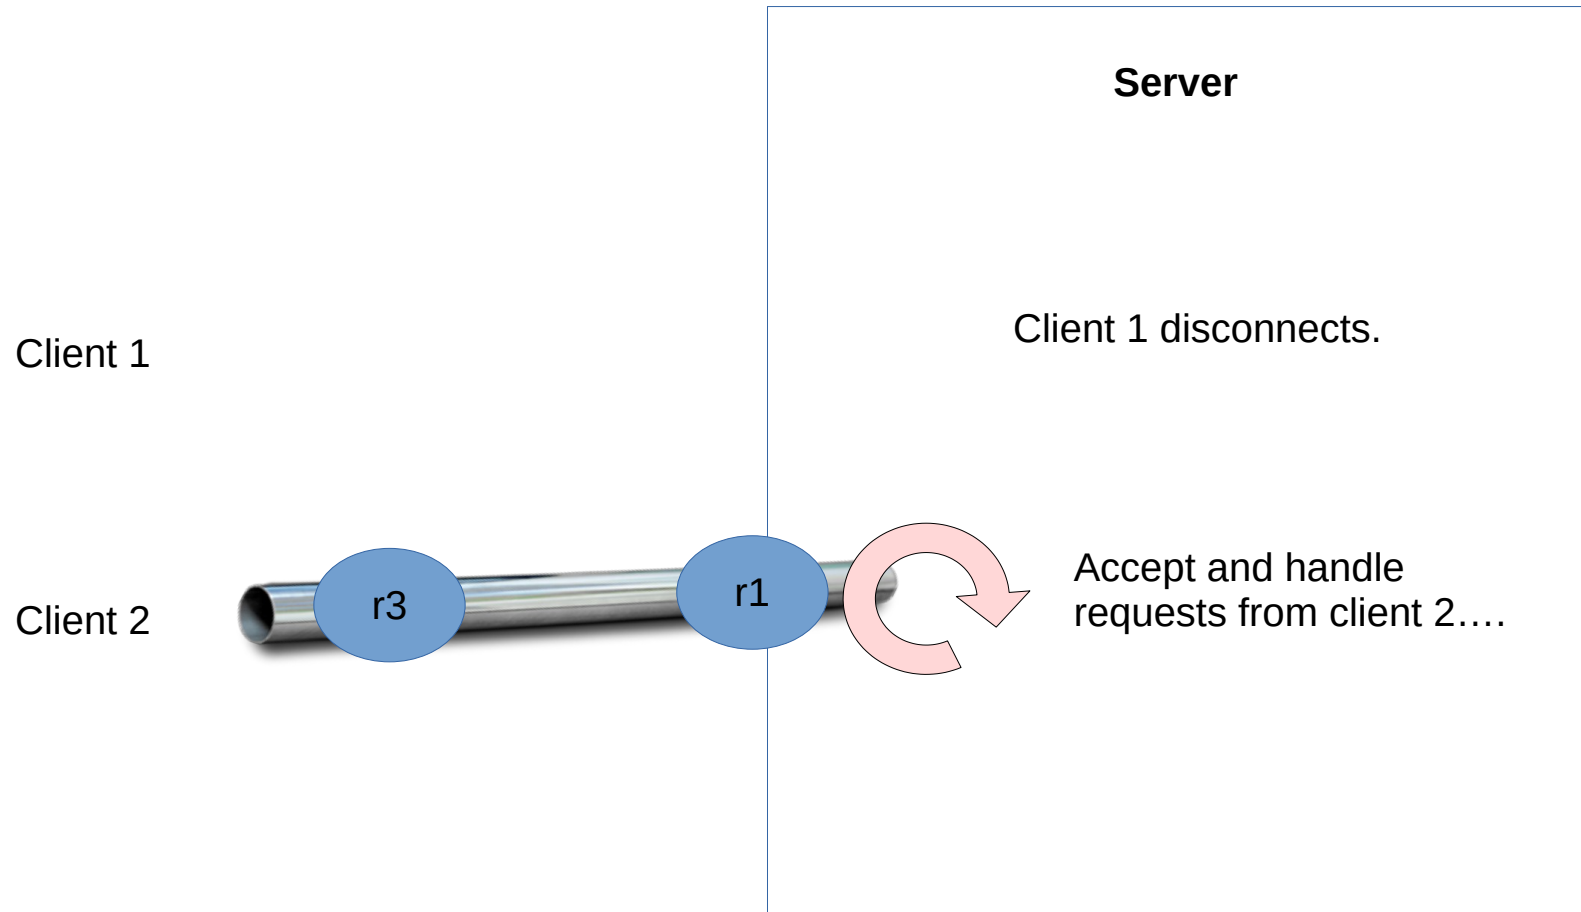 Server
Client 1 disconnects.
Client 1
Accept and handle
requests from client 2….
r3
r1
Client 2